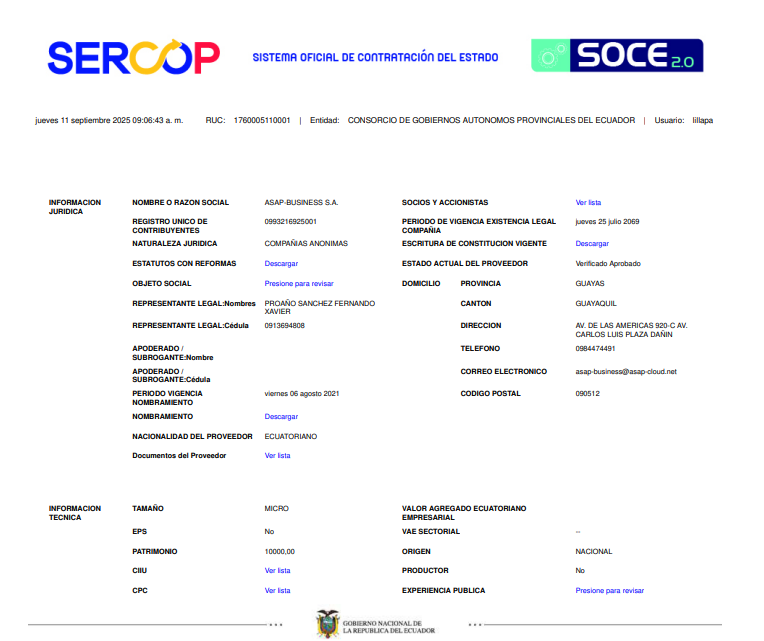 SERCOP
SISTEMA OFICIAL DE CONTRATACIÓN DEL ESTADO
SOCE 2.0
jueves 11 septiembre 2025 09:06:43 a. m. RUC: 1760005110001 | Entidad: CONSORCIO DE GOBIERNOS AUTONOMOS PROVINCIALES DEL ECUADOR | Usuario: lillapa
INFORMACION JURIDICA
NOMBRE O RAZON SOCIAL ASAP-BUSINESS S.A.
SOCIOS Y ACCIONISTAS Ver lista
REGISTRO UNICO DE CONTRIBUYENTES 0993216925001
PERIODO DE VIGENCIA EXISTENCIA LEGAL COMPAÑIA jueves 25 julio 2069
NATURALEZA JURIDICA COMPAÑIAS ANONIMAS
ESCRITURA DE CONSTITUCION VIGENTE Descargar
ESTATUTOS CON REFORMAS Descargar
ESTADO ACTUAL DEL PROVEEDOR Verificado Aprobado
OBJETO SOCIAL Presione para revisar
DOMICILIO PROVINCIA GUAYAS
REPRESENTANTE LEGAL:Nombres PROAÑO SANCHEZ FERNANDO XAVIER
CANTON GUAYAQUIL
REPRESENTANTE LEGAL:Cédula 0913694808
DIRECCION AV. DE LAS AMERICAS 920-C AV. CARLOS LUIS PLAZA DAÑIN
APODERADO / SUBROGANTE:Nombre
TELEFONO 0984474491
APODERADO / SUBROGANTE:Cédula
CORREO ELECTRONICO asap-business@asap-cloud.net
PERIODO VIGENCIA NOMBRAMIENTO viernes 06 agosto 2021
CODIGO POSTAL 090512
NOMBRAMIENTO Descargar
NACIONALIDAD DEL PROVEEDOR ECUATORIANO
Documentos del Proveedor Ver lista
INFORMACION TECNICA
TAMAÑO MICRO
VALOR AGREGADO ECUATORIANO EMPRESARIAL
EPS No
VAE SECTORIAL --
PATRIMONIO 10000,00
ORIGEN NACIONAL
CIIU Ver lista
PRODUCTOR No
CPC Ver lista
EXPERIENCIA PUBLICA Presione para revisar
GOBIERNO NACIONAL DE
LA REPUBLICA DEL ECUADOR